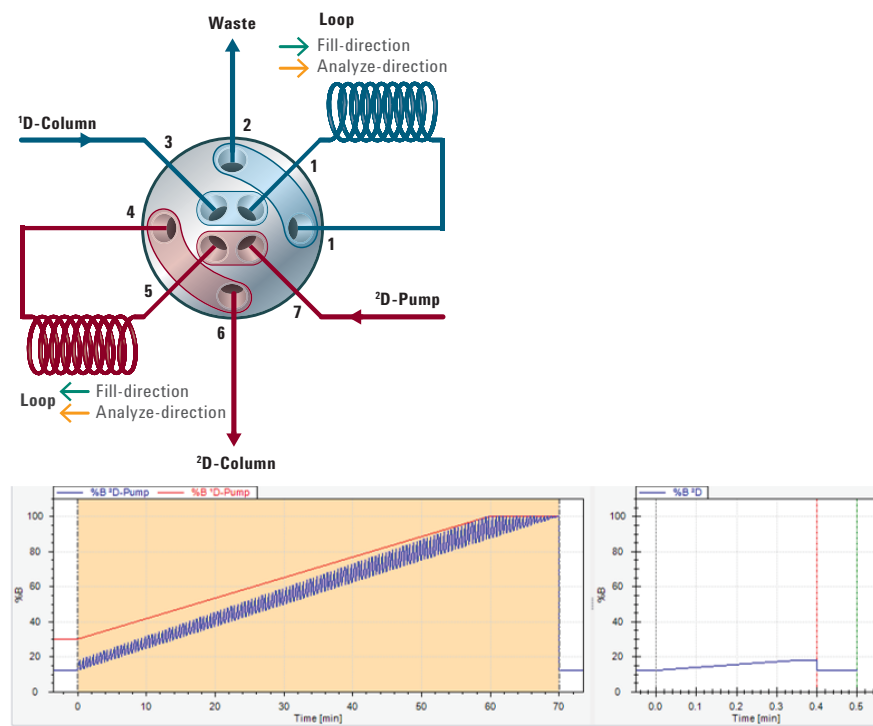 Waste
Loop
Fill-direction
Analyze-direction
¹D-Column
2
3
1
4
1
5
7
²D-Pump
6
Loop
Fill-direction
Analyze-direction
²D-Column
%B ²D-Pump %B ¹D-Pump
100
80
60
40
20
0
%B
0 10 20 30 40 50 60 70
Time [min]
%B ²D
100
80
60
40
20
0
%B
0.0 0.1 0.2 0.3 0.4 0.5
Time [min]